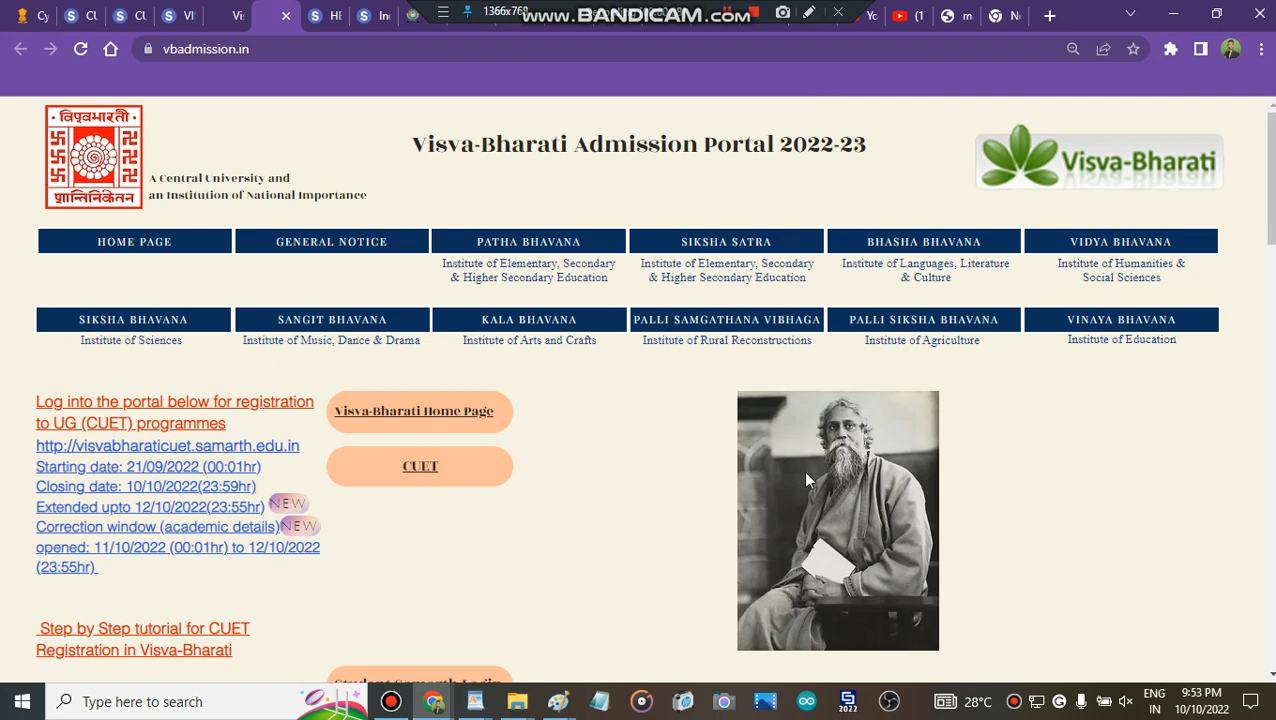 1366x768
www.BANDICAM.com
vbadmission.in
विश्वभारती
शान्तिनिकेतन
A Central University and
an Institution of National Importance
Visva-Bharati Admission Portal 2022-23
Visva-Bharati
HOME PAGE
GENERAL NOTICE
PATHA BHAVANA
SIKSHA SATRA
BHASHA BHAVANA
VIDYA BHAVANA
Institute of Elementary, Secondary
& Higher Secondary Education
Institute of Elementary, Secondary
& Higher Secondary Education
Institute of Languages, Literature
& Culture
Institute of Humanities &
Social Sciences
SIKSHA BHAVANA
SANGIT BHAVANA
KALA BHAVANA
PALLI SAMGATHANA VIBHAGA
PALLI SIKSHA BHAVANA
VINAYA BHAVANA
Institute of Sciences
Institute of Music, Dance & Drama
Institute of Arts and Crafts
Institute of Rural Reconstructions
Institute of Agriculture
Institute of Education
Log into the portal below for registration
to UG (CUET) programmes
http://visvabharaticuet.samarth.edu.in
Starting date: 21/09/2022 (00:01hr)
Closing date: 10/10/2022(23:59hr)
Extended upto 12/10/2022(23:55hr) NEW
Correction window (academic details) NEW
opened: 11/10/2022 (00:01hr) to 12/10/2022
(23:55hr)
Step by Step tutorial for CUET
Registration in Visva-Bharati
Visva-Bharati Home Page
CUET
Student Samarth Login
Type here to search
2022
28°C
ENG
IN
9:53 PM
10/10/2022